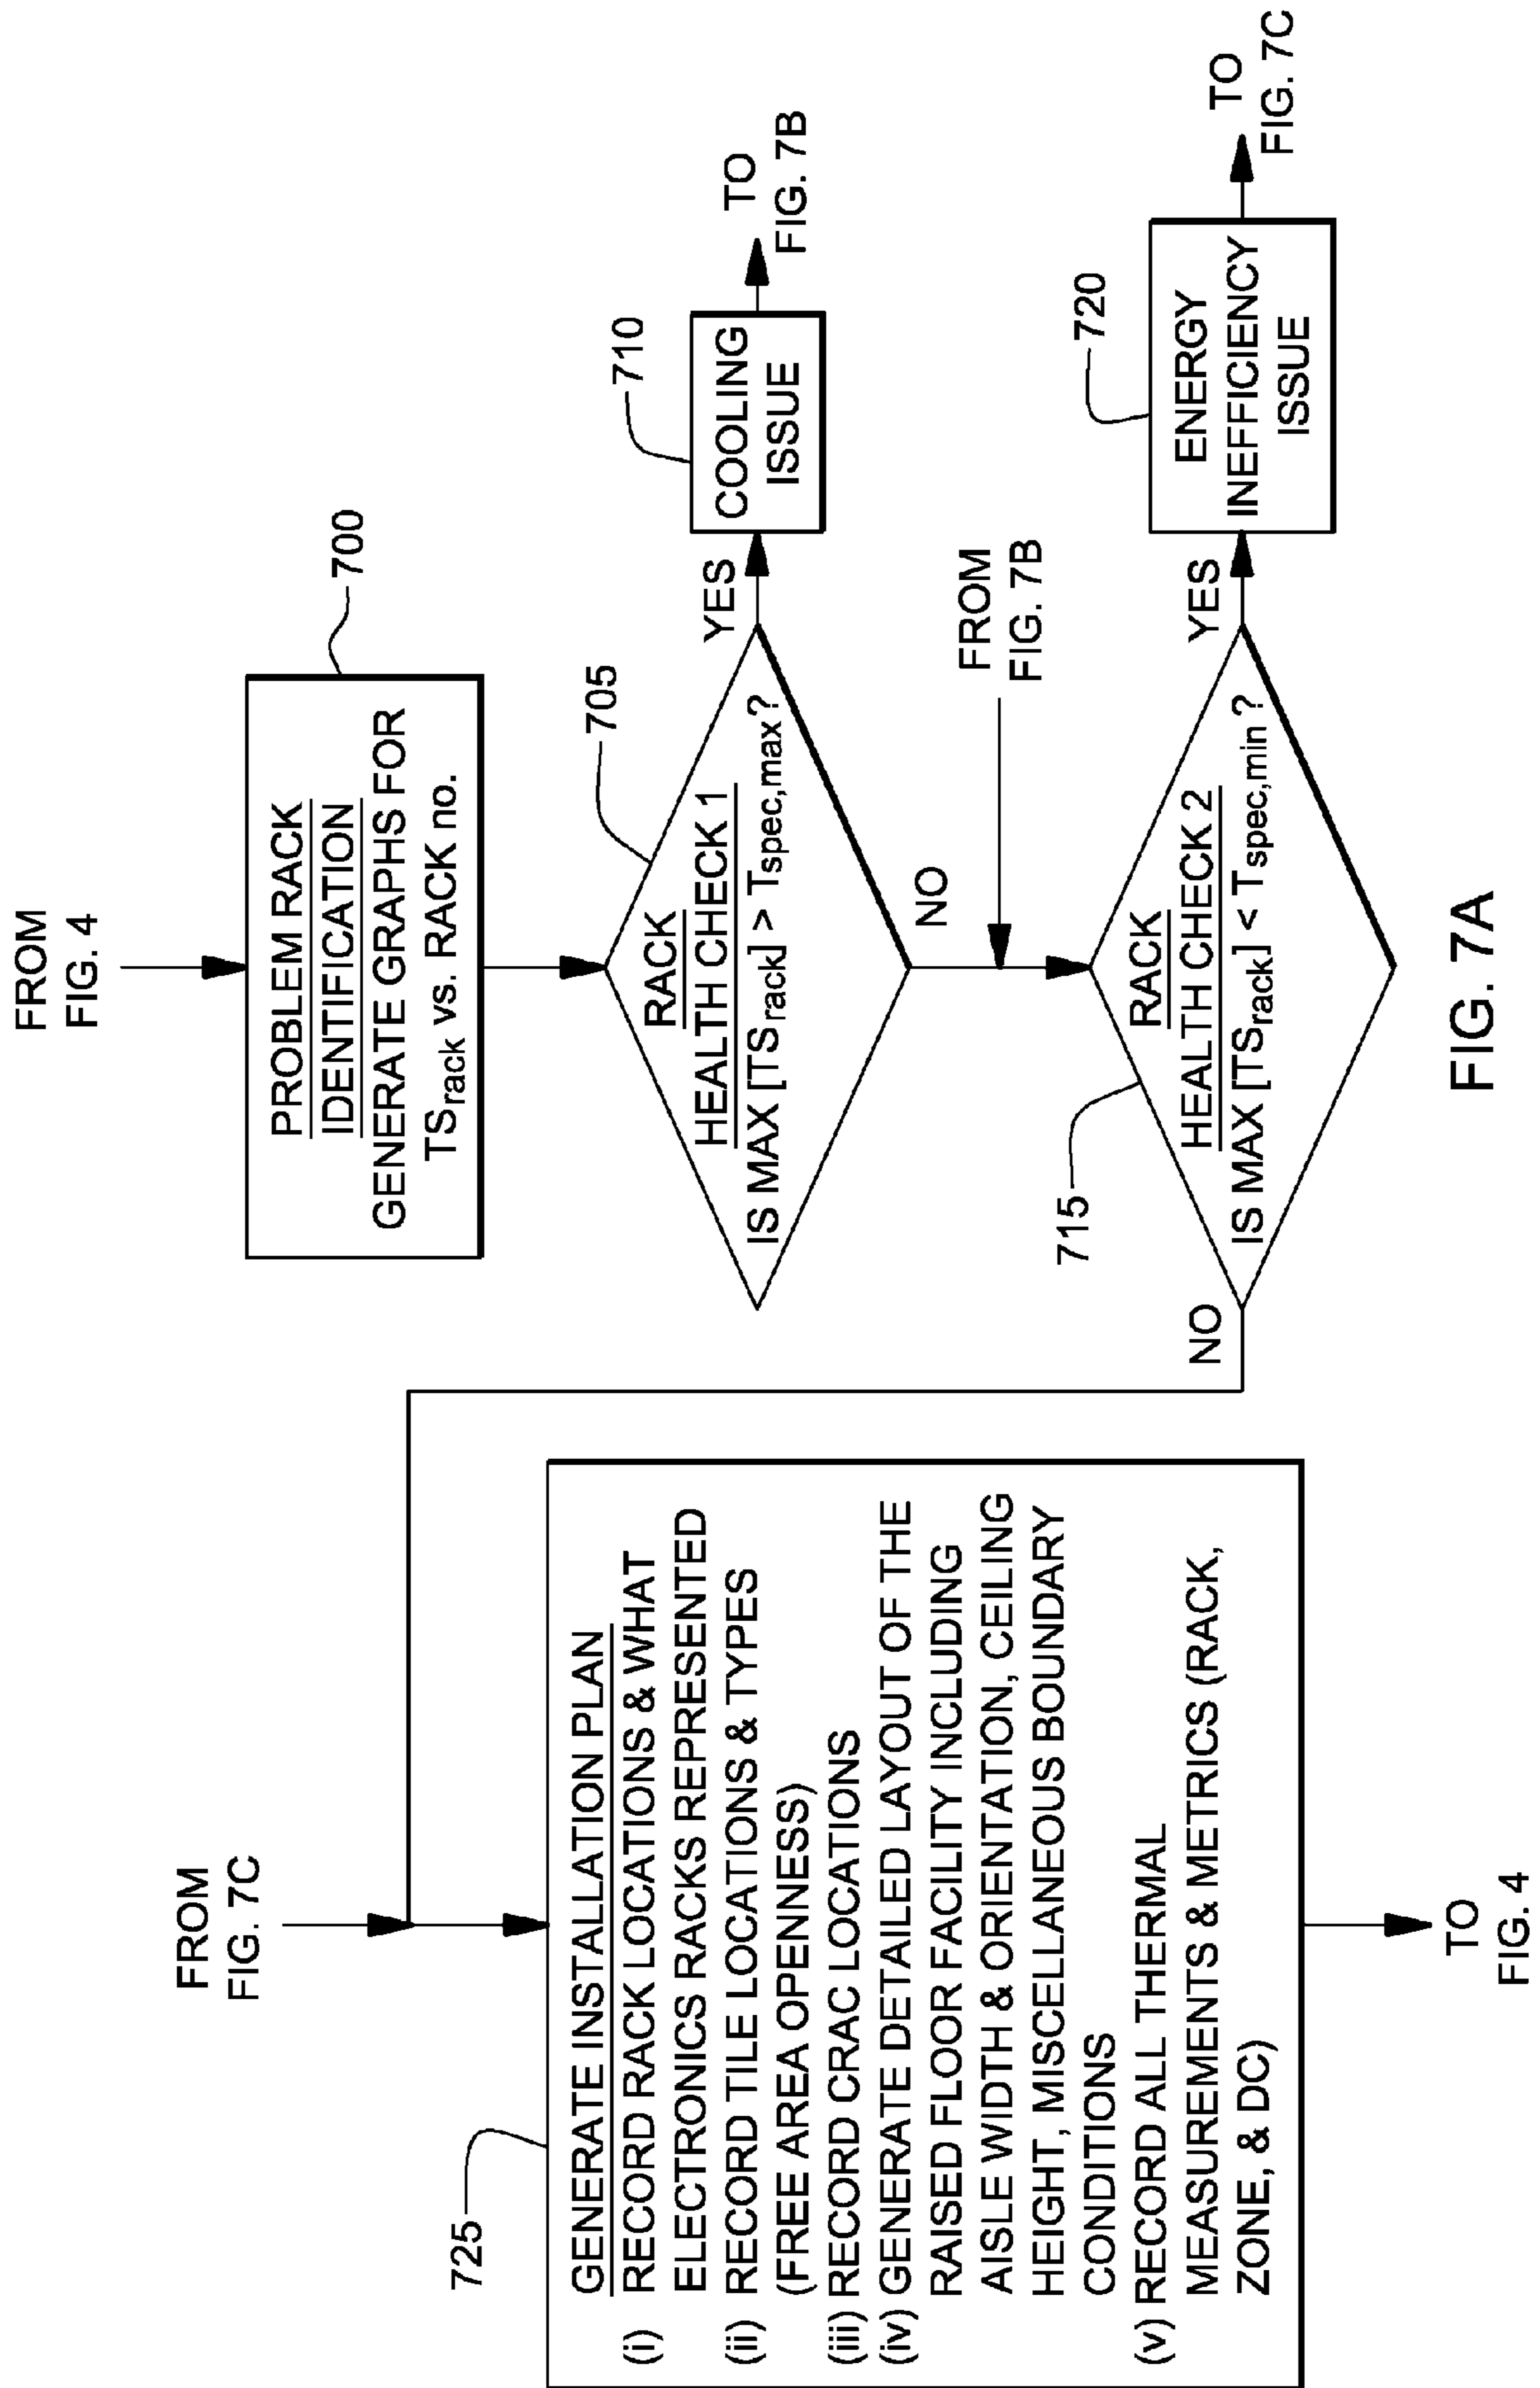 FROM
FIG. 4
700
PROBLEM RACK
IDENTIFICATION
GENERATE GRAPHS FOR
TSrack vs. RACK no.
705
RACK
HEALTH CHECK 1
IS MAX [TSrack] > Tspec,max?
YES
NO
710
COOLING
ISSUE
TO
FIG. 7B
FROM
FIG. 7B
715
RACK
HEALTH CHECK 2
IS MAX [TSrack] < Tspec,min?
YES
NO
720
ENERGY
INEFFICIENCY
ISSUE
TO
FIG. 7C
FROM
FIG. 7C
725
GENERATE INSTALLATION PLAN
(i) RECORD RACK LOCATIONS & WHAT
ELECTRONICS RACKS REPRESENTED
(ii) RECORD TILE LOCATIONS & TYPES
(FREE AREA OPENNESS)
(iii) RECORD CRAC LOCATIONS
(iv) GENERATE DETAILED LAYOUT OF THE
RAISED FLOOR FACILITY INCLUDING
AISLE WIDTH & ORIENTATION, CEILING
HEIGHT, MISCELLANEOUS BOUNDARY
CONDITIONS
(v) RECORD ALL THERMAL
MEASUREMENTS & METRICS (RACK,
ZONE, & DC)
TO
FIG. 4
FIG. 7A